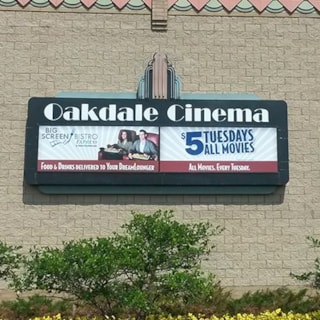 Oakdale Cinema
BIG
SCREEN BISTRO
FOOD & DRINKS DELIVERED TO YOUR DREAMLOUNGER
$5 TUESDAYS
ALL MOVIES
ALL MOVIES, EVERY TUESDAY.